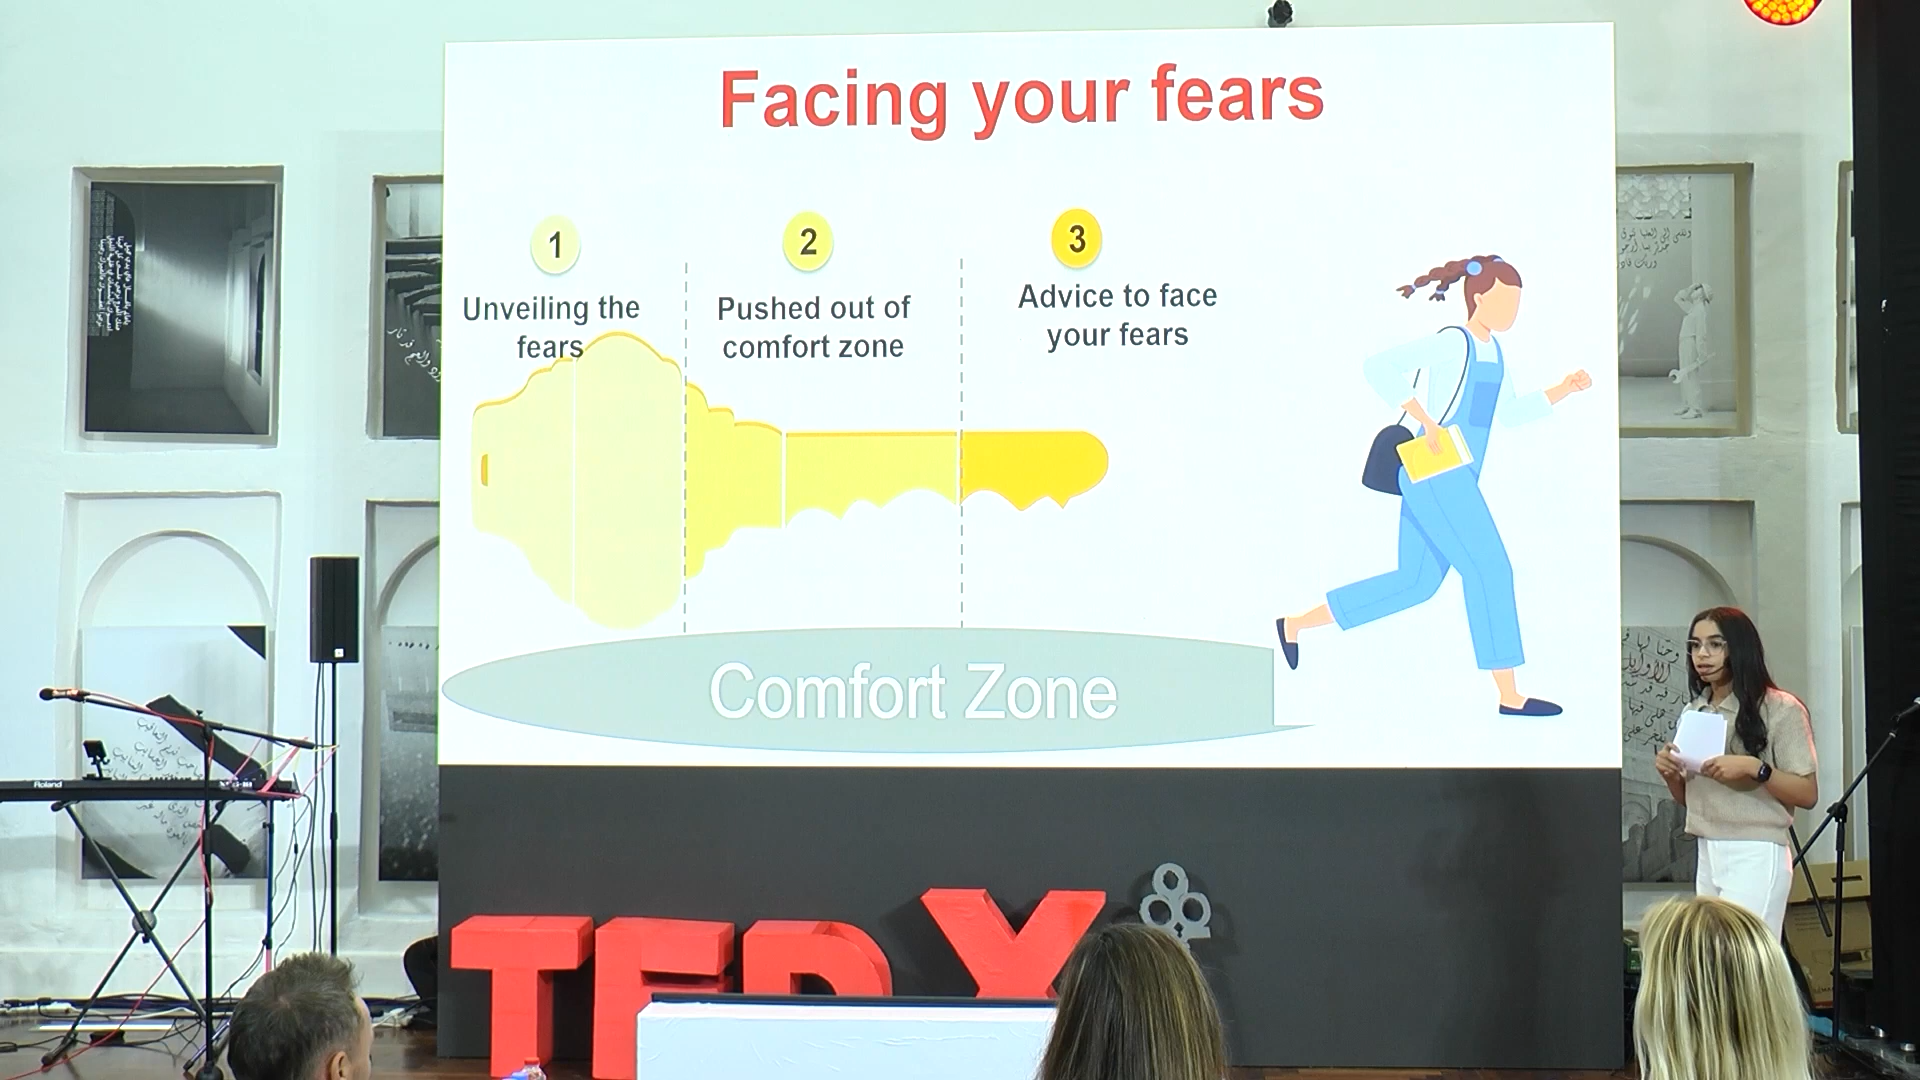 Facing your fears
1
Unveiling the
fears
2
Pushed out of
comfort zone
3
Advice to face
your fears
Comfort Zone
Roland
TEDX